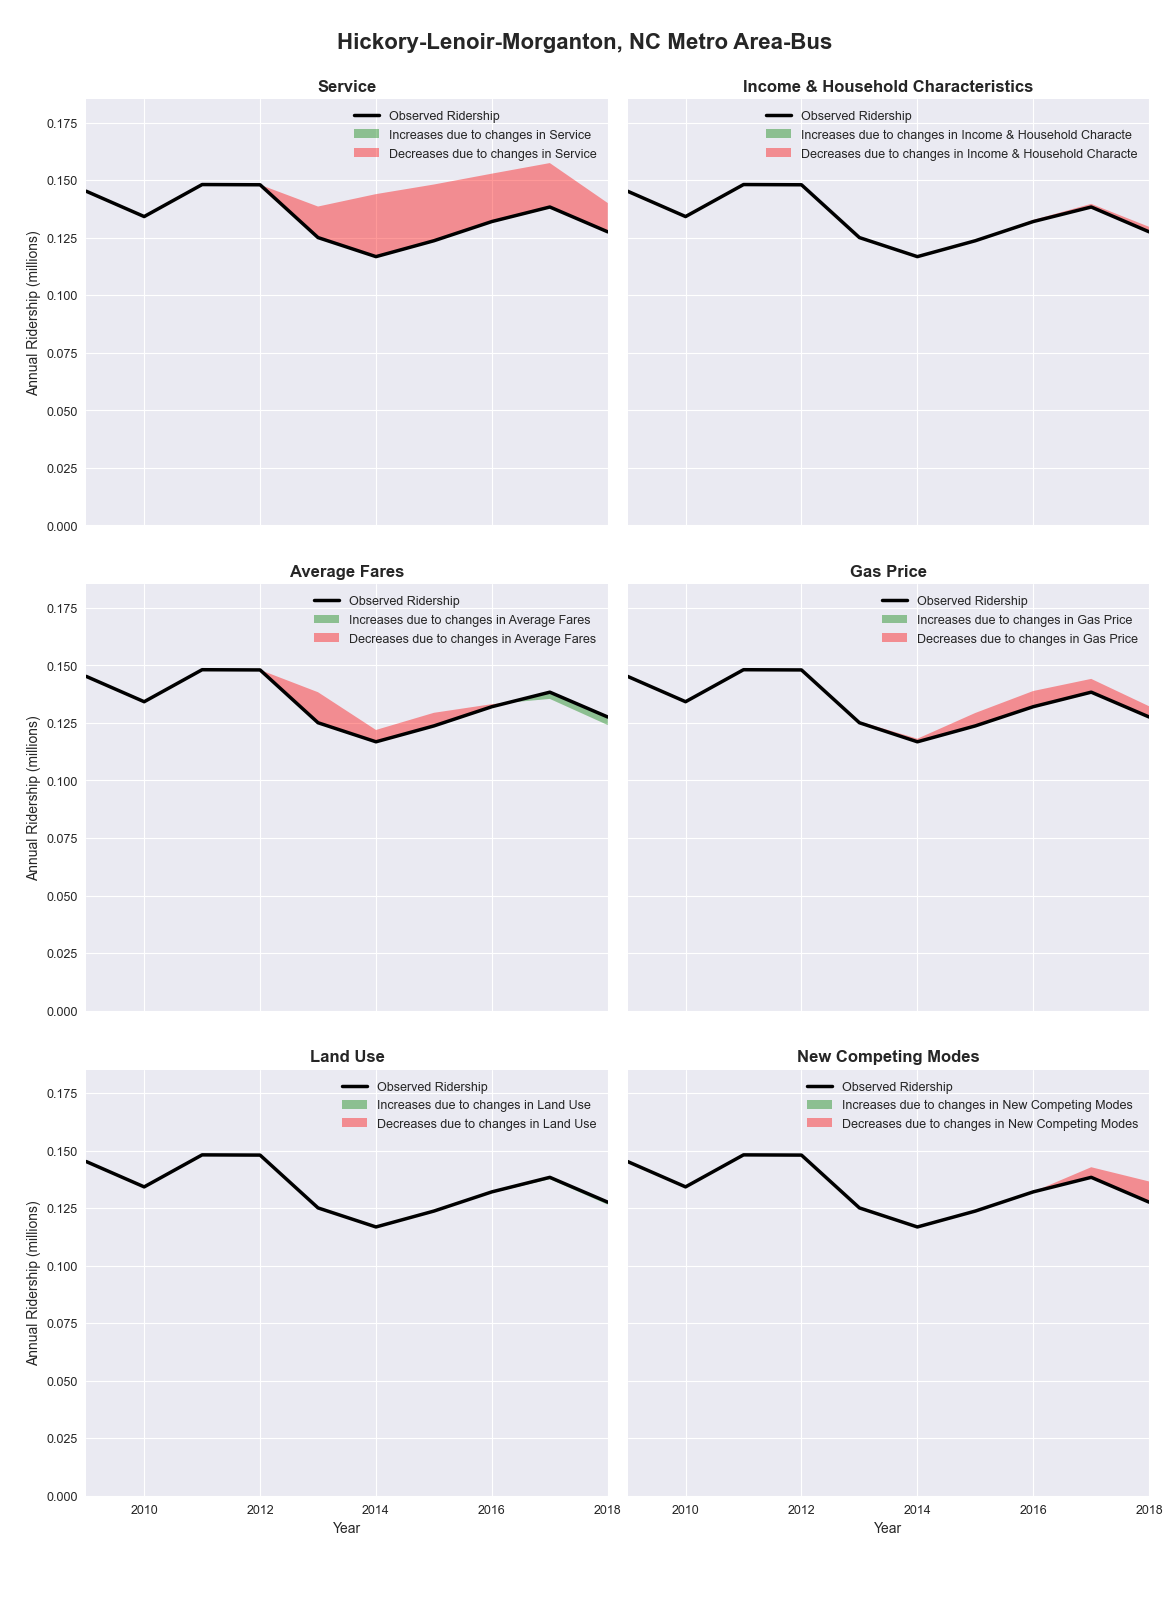 Hickory-Lenoir-Morganton, NC Metro Area-Bus
Service
Observed Ridership
Increases due to changes in Service
Decreases due to changes in Service
0.175
0.150
0.125
0.100
0.075
0.050
0.025
0.000
Annual Ridership (millions)
Income & Household Characteristics
Observed Ridership
Increases due to changes in Income & Household Characte
Decreases due to changes in Income & Household Characte
Average Fares
Observed Ridership
Increases due to changes in Average Fares
Decreases due to changes in Average Fares
0.175
0.150
0.125
0.100
0.075
0.050
0.025
0.000
Annual Ridership (millions)
Gas Price
Observed Ridership
Increases due to changes in Gas Price
Decreases due to changes in Gas Price
Land Use
Observed Ridership
Increases due to changes in Land Use
Decreases due to changes in Land Use
0.175
0.150
0.125
0.100
0.075
0.050
0.025
0.000
Annual Ridership (millions)
2010 2012 2014 2016 2018
Year
New Competing Modes
Observed Ridership
Increases due to changes in New Competing Modes
Decreases due to changes in New Competing Modes
2010 2012 2014 2016 2018
Year